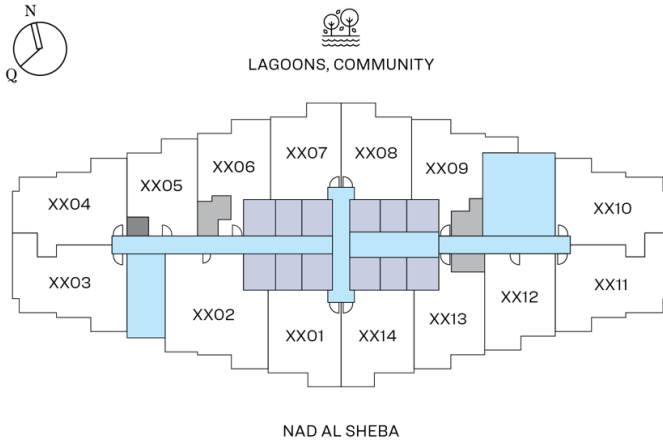 N
Q
LAGOONS, COMMUNITY
XX07 XX08
XX06 XX09
XX05
XX04 XX10
XX03 XX11
XX02 XX12
XX01 XX14 XX13
NAD AL SHEBA